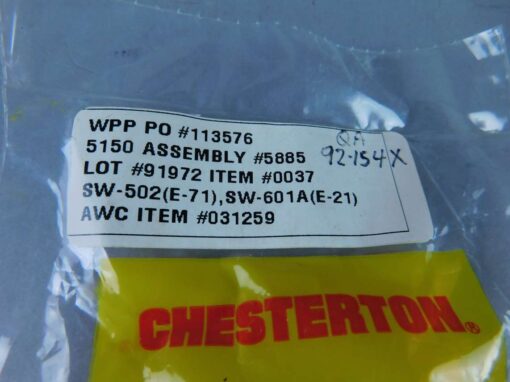 WPP PO #113576
5150 ASSEMBLY #5885
LOT #91972 ITEM #0037
SW-502(E-71),SW-601A(E-21)
AWC ITEM #031259
QA
92-154X
CHESTERTON®